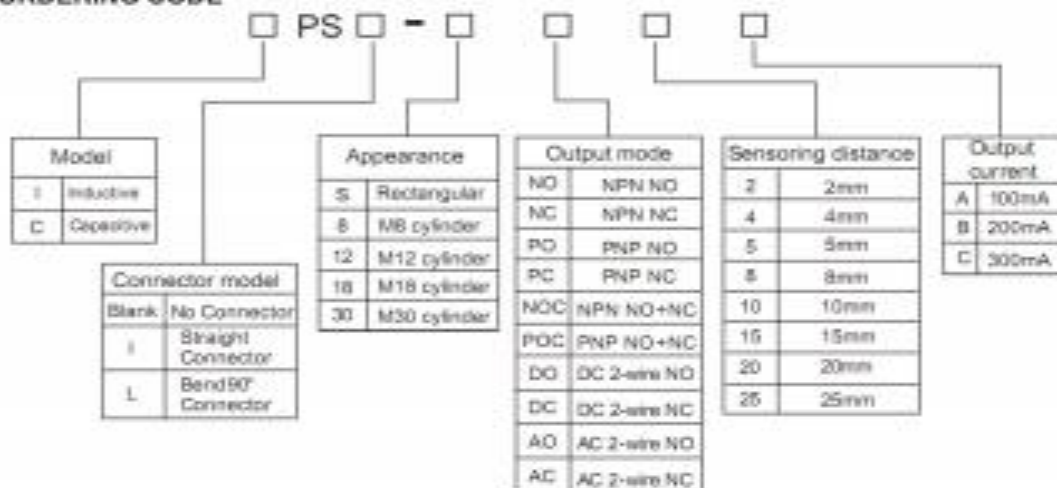 ORDERING CODE
□ PS □ - □ □ □ □
Model
I Inductive
C Capacitive
Connector model
Blank No Connector
I Straight Connector
L Bend90° Connector
Appearance
S Rectangular
8 M8 cylinder
12 M12 cylinder
18 M18 cylinder
30 M30 cylinder
Output mode
NO NPN NO
NC NPN NC
PO PNP NO
PC PNP NC
NOC NPN NO+NC
POC PNP NO+NC
DO DC 2-wire NO
DC DC 2-wire NC
AO AC 2-wire NO
AC AC 2-wire NC
Sensoring distance
2 2mm
4 4mm
5 5mm
8 8mm
10 10mm
15 15mm
20 20mm
25 25mm
Output current
A 100mA
B 200mA
C 300mA